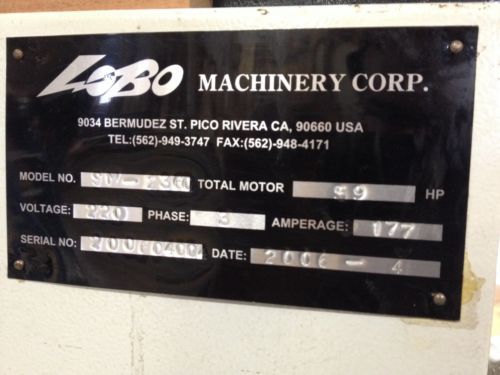 LOBO MACHINERY CORP.
9034 BERMUDEZ ST. PICO RIVERA CA, 90660 USA
TEL:(562)-949-3747 FAX:(562)-948-4171
MODEL NO. TOTAL MOTOR 59 HP
VOLTAGE: 220 PHASE: 3 AMPERAGE: 177
SERIAL NO: DATE: 2006-4